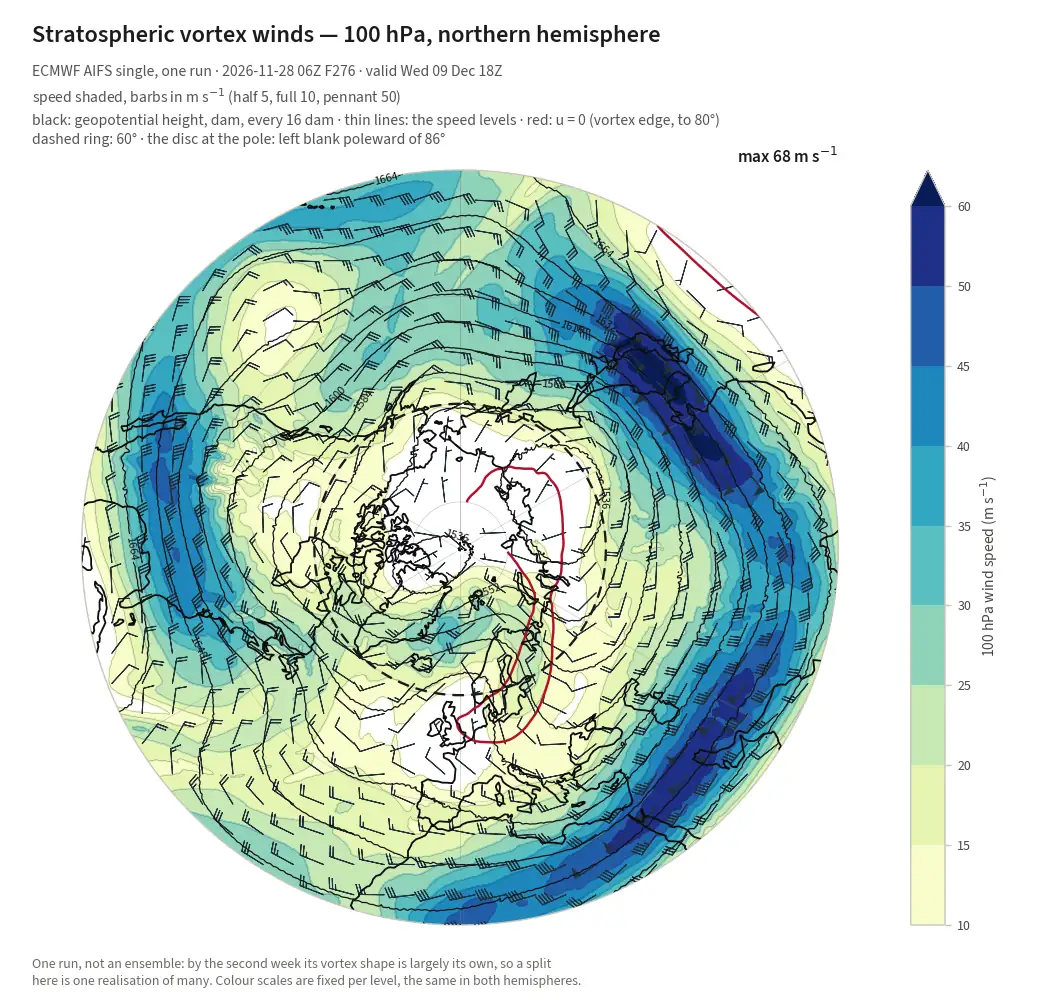 Stratospheric vortex winds — 100 hPa, northern hemisphere
ECMWF AIFS single, one run · 2026-11-28 06Z F276 · valid Wed 09 Dec 18Z
speed shaded, barbs in m s−1 (half 5, full 10, pennant 50)
black: geopotential height, dam, every 16 dam · thin lines: the speed levels · red: u = 0 (vortex edge, to 80°)
dashed ring: 60° · the disc at the pole: left blank poleward of 86°
max 68 m s−1
1664
1664
1632
1616
1568
1600
1584
1536
1536
1552
1664
60
50
45
40
35
30
25
20
15
10
100 hPa wind speed (m s−1)
One run, not an ensemble: by the second week its vortex shape is largely its own, so a split
here is one realisation of many. Colour scales are fixed per level, the same in both hemispheres.